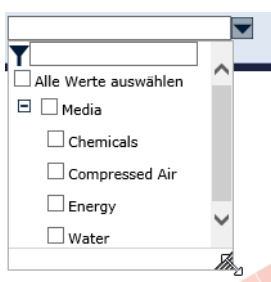 Alle Werte auswählen
Media
Chemicals
Compressed Air
Energy
Water